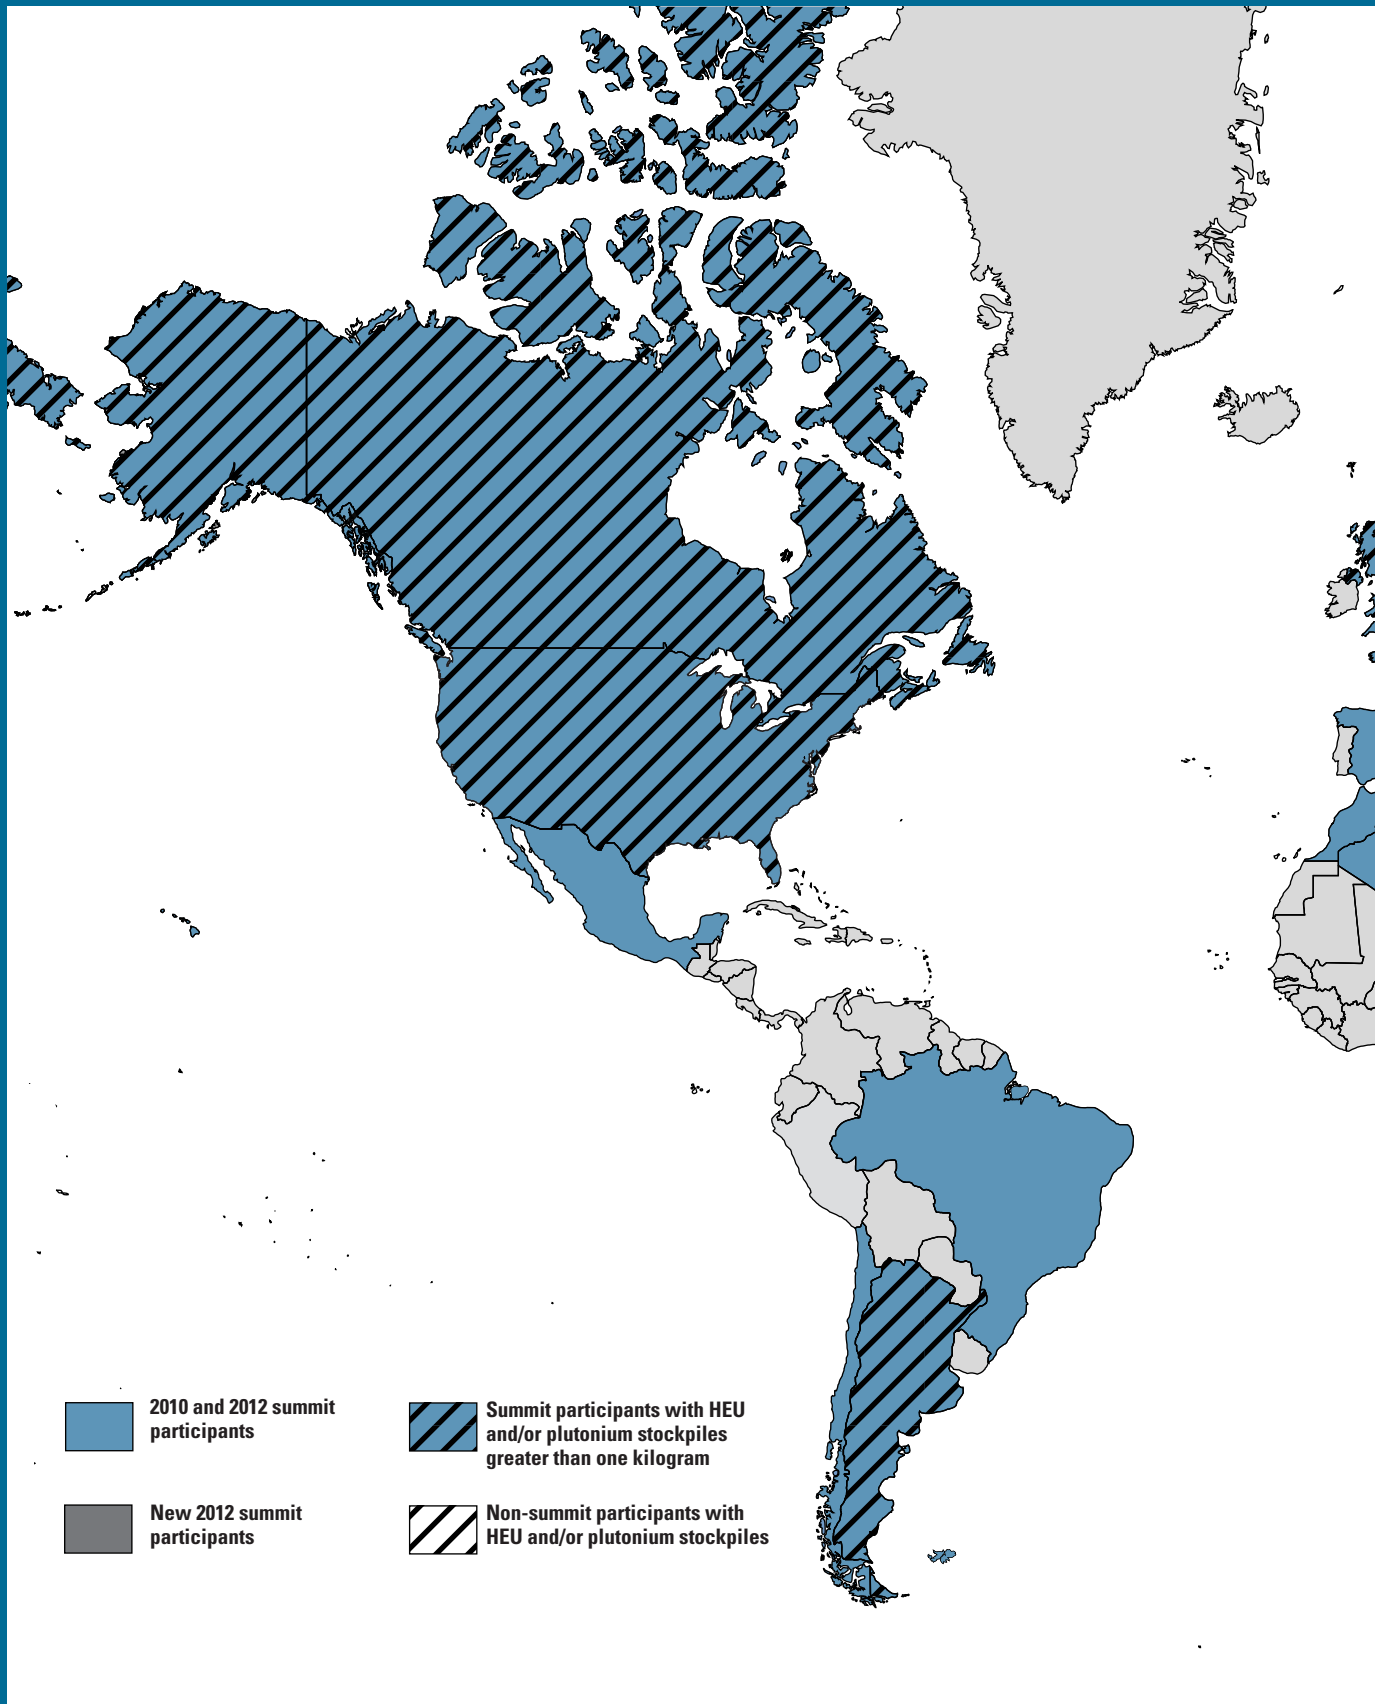 2010 and 2012 summit
participants
New 2012 summit
participants
Summit participants with HEU
and/or plutonium stockpiles
greater than one kilogram
Non-summit participants with
HEU and/or plutonium stockpiles